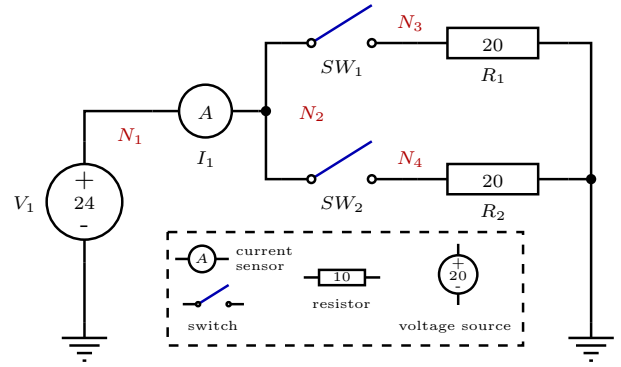 N3
20
SW1
R1
A
N2
N1
I1
+
V1
24
-
N4
20
SW2
R2
A
current
sensor
10
+
20
-
resistor
switch
voltage source